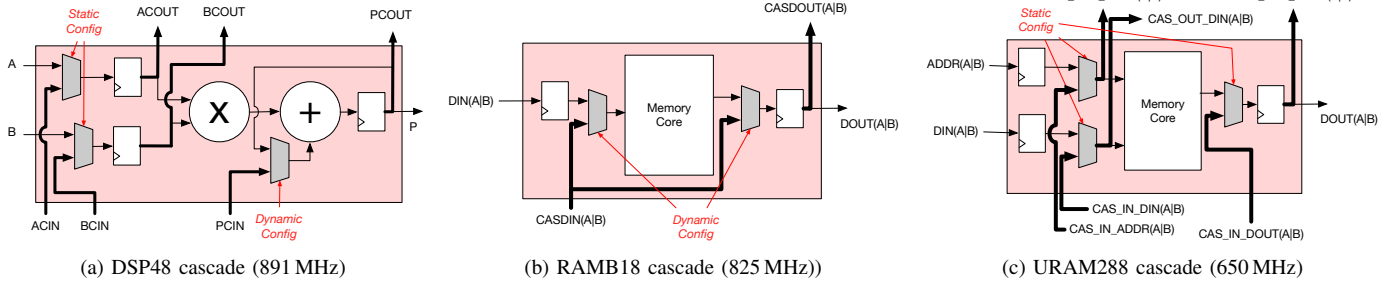 ACOUT
BCOUT
PCOUT
Static
Config
A
B
X
+
P
ACIN
BCIN
PCIN
Dynamic
Config
(a) DSP48 cascade (891 MHz)
CASDOUT(A|B)
DIN(A|B)
Memory
Core
DOUT(A|B)
CASDIN(A|B)
Dynamic
Config
(b) RAMB18 cascade (825 MHz))
Static
Config
CAS_OUT_DIN(A|B)
ADDR(A|B)
DIN(A|B)
Memory
Core
DOUT(A|B)
CAS_IN_DIN(A|B)
CAS_IN_ADDR(A|B)
CAS_IN_DOUT(A|B)
(c) URAM288 cascade (650 MHz)